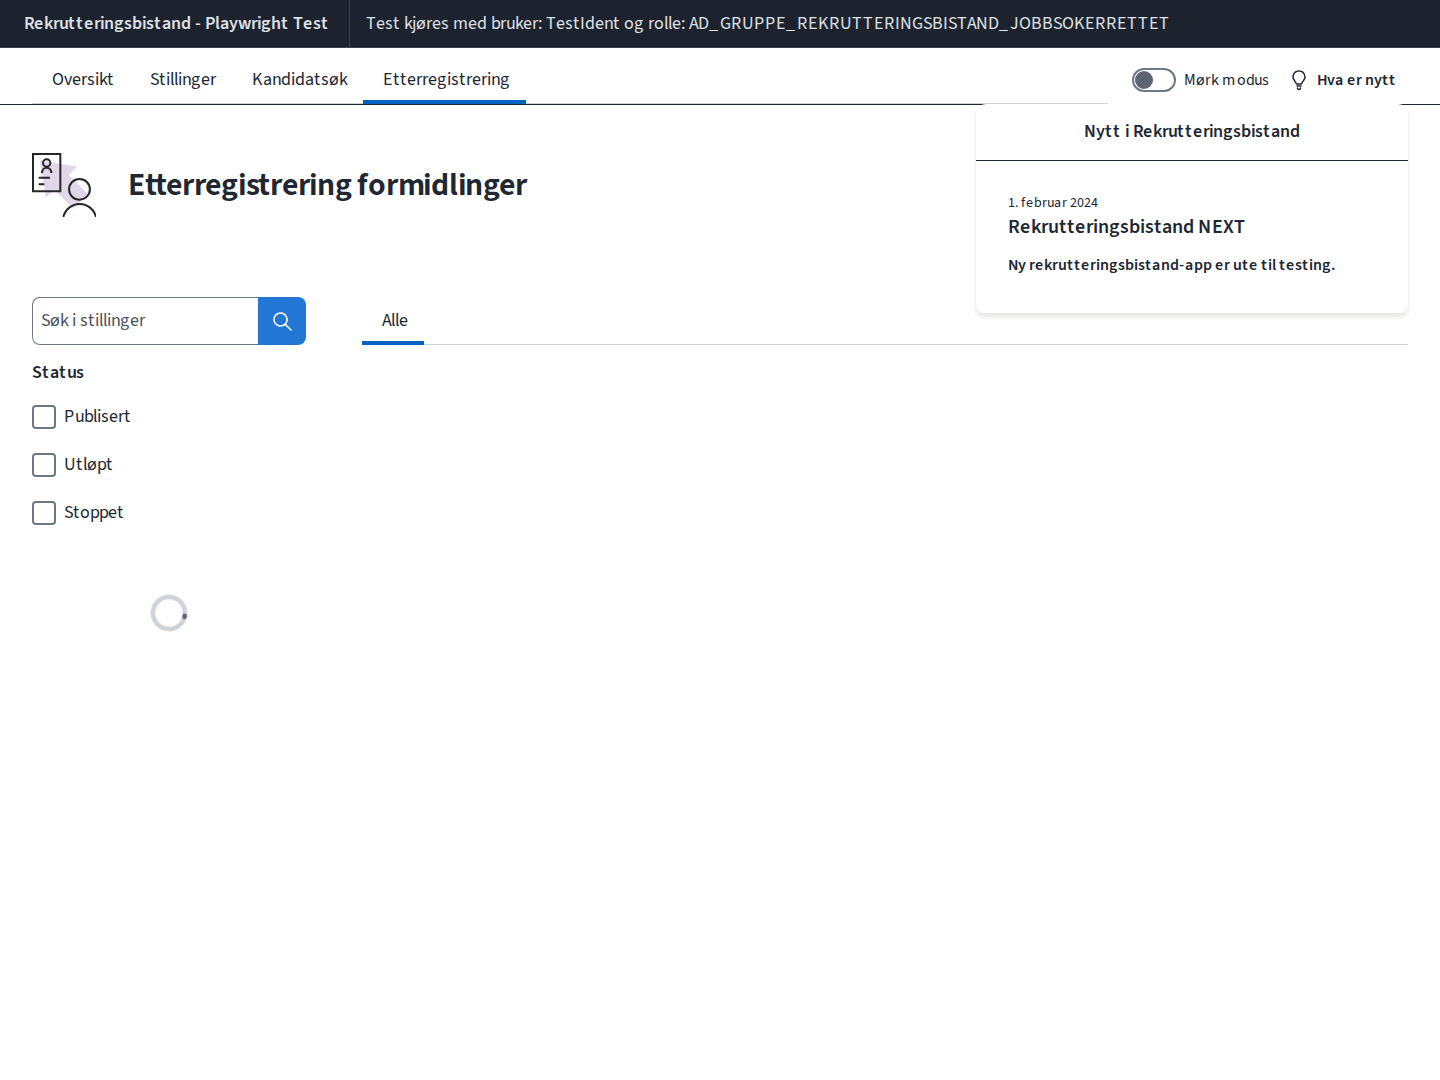 Rekrutteringsbistand - Playwright Test
Test kjøres med bruker: TestIdent og rolle: AD_GRUPPE_REKRUTTERINGSBISTAND_JOBBSOKERRETTET
Oversikt
Stillinger
Kandidatsøk
Etterregistrering
Mørk modus
Hva er nytt
Nytt i Rekrutteringsbistand
1. februar 2024
Rekrutteringsbistand NEXT
Ny rekrutteringsbistand-app er ute til testing.
Etterregistrering formidlinger
Søk i stillinger
Alle
Status
Publisert
Utløpt
Stoppet